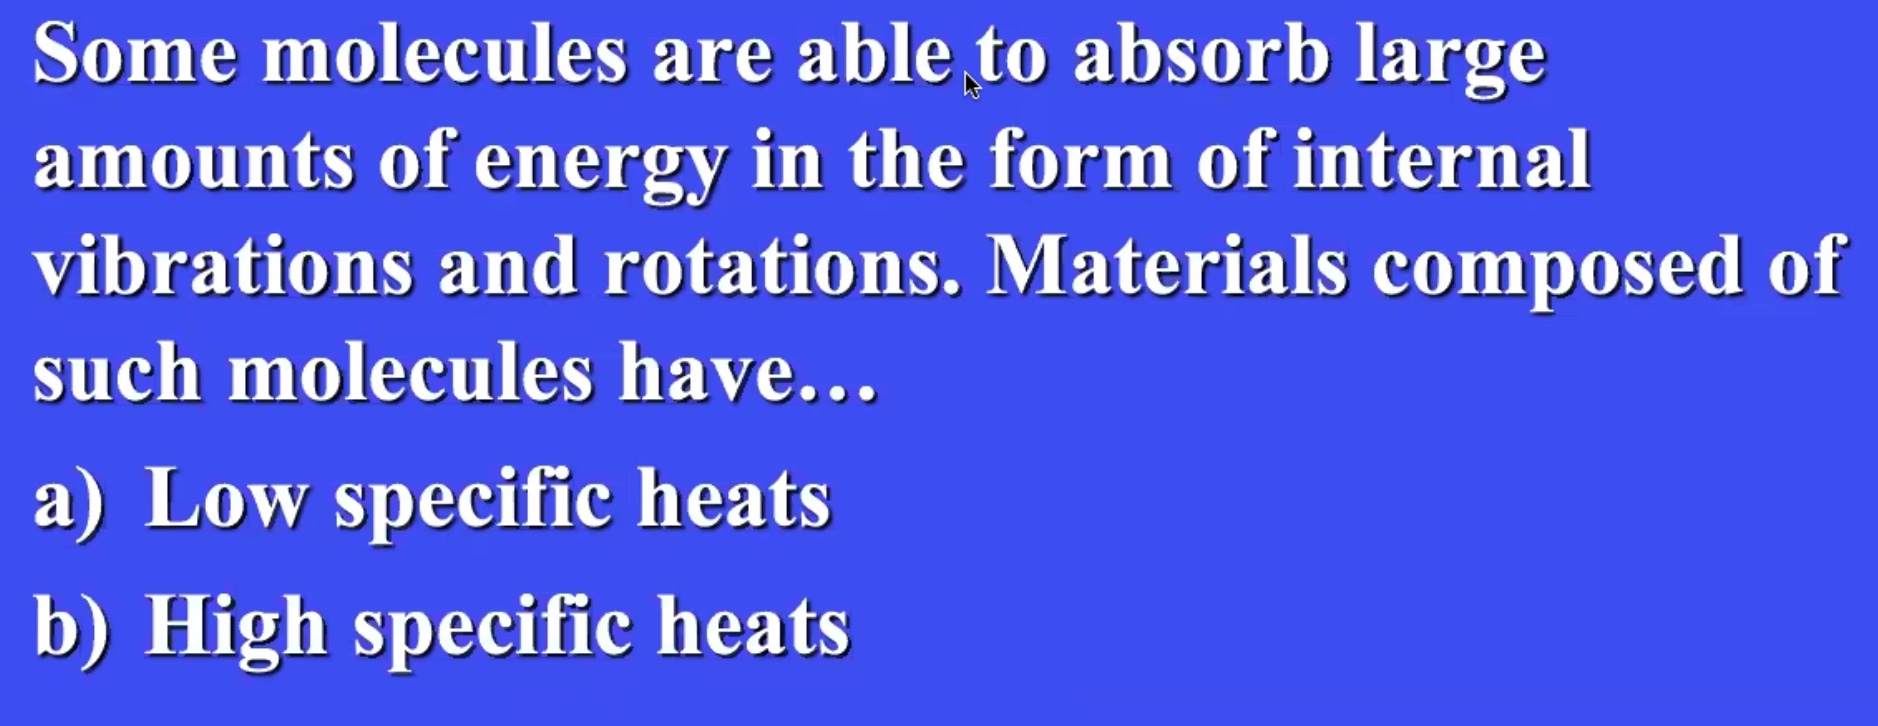 Some molecules are able to absorb large
amounts of energy in the form of internal
vibrations and rotations. Materials composed of
such molecules have…
a) Low specific heats
b) High specific heats